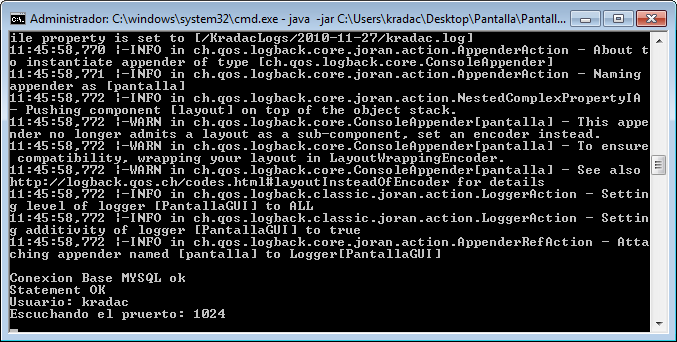 Administrador: C:\windows\system32\cmd.exe - java -jar C:\Users\kradac\Desktop\Pantalla\Pantall...
ile property is set to [/KradacLogs/2010-11-27/kradac.log]
11:45:58,770 |-INFO in ch.qos.logback.core.joran.action.AppenderAction - About t
o instantiate appender of type [ch.qos.logback.core.ConsoleAppender]
11:45:58,771 |-INFO in ch.qos.logback.core.joran.action.AppenderAction - Naming
appender as [pantalla]
11:45:58,772 |-INFO in ch.qos.logback.core.joran.action.NestedComplexPropertyIA
- Pushing component [layout] on top of the object stack.
11:45:58,772 |-WARN in ch.qos.logback.core.ConsoleAppender[pantalla] - This appe
nder no longer admits a layout as a sub-component, set an encoder instead.
11:45:58,772 |-WARN in ch.qos.logback.core.ConsoleAppender[pantalla] - To ensure
 compatibility, wrapping your layout in LayoutWrappingEncoder.
11:45:58,772 |-WARN in ch.qos.logback.core.ConsoleAppender[pantalla] - See also
http://logback.qos.ch/codes.html#layoutInsteadOfEncoder for details
11:45:58,772 |-INFO in ch.qos.logback.classic.joran.action.LoggerAction - Settin
g level of logger [PantallaGUI] to ALL
11:45:58,772 |-INFO in ch.qos.logback.classic.joran.action.LoggerAction - Settin
g additivity of logger [PantallaGUI] to true
11:45:58,772 |-INFO in ch.qos.logback.core.joran.action.AppenderRefAction - Atta
ching appender named [pantalla] to Logger[PantallaGUI]
Conexion Base MYSQL ok
Statement OK
Usuario: kradac
Escuchando el pruerto: 1024